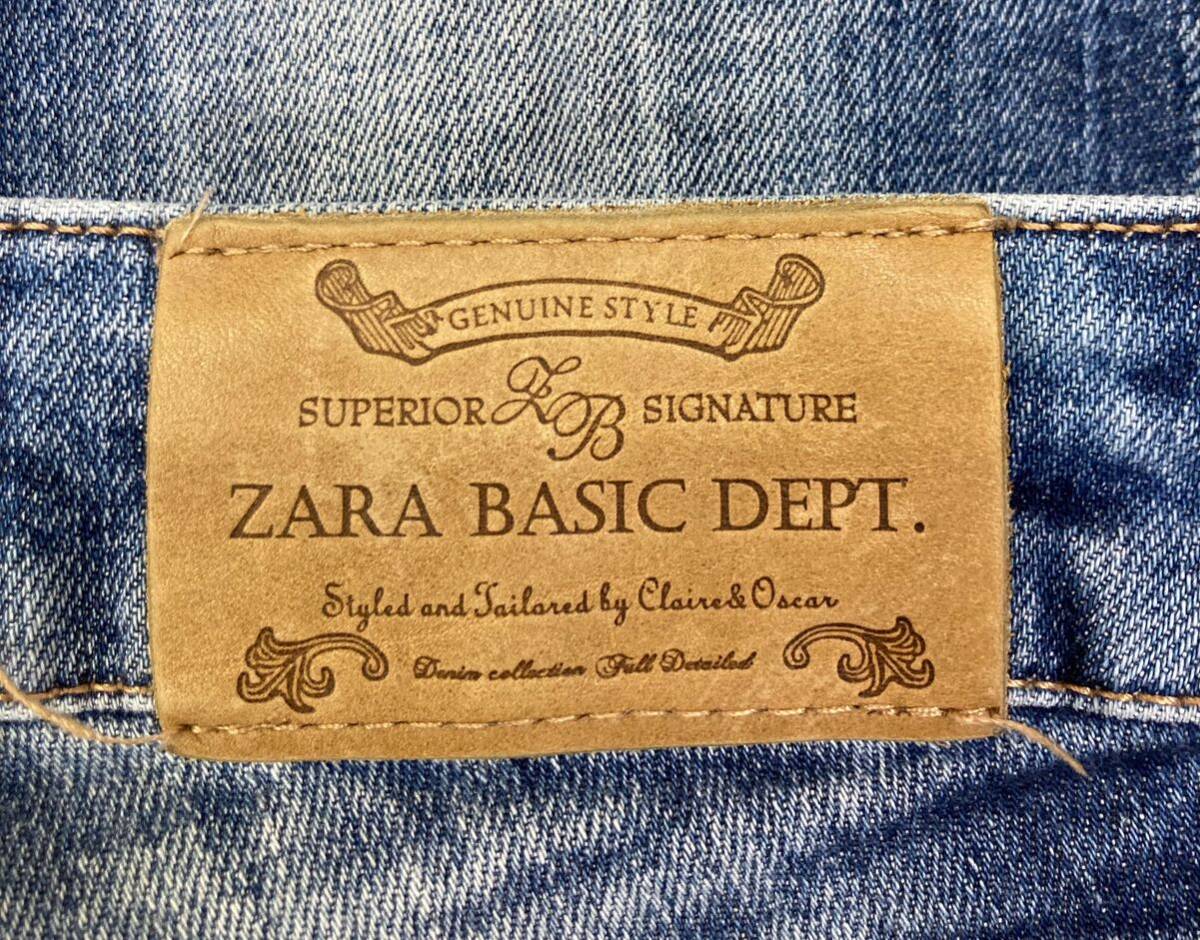 GENUINE STYLE
SUPERIOR ZB SIGNATURE
ZARA BASIC DEPT.
Styled and Tailored by Claire & Oscar
Denim collection Full Detailed